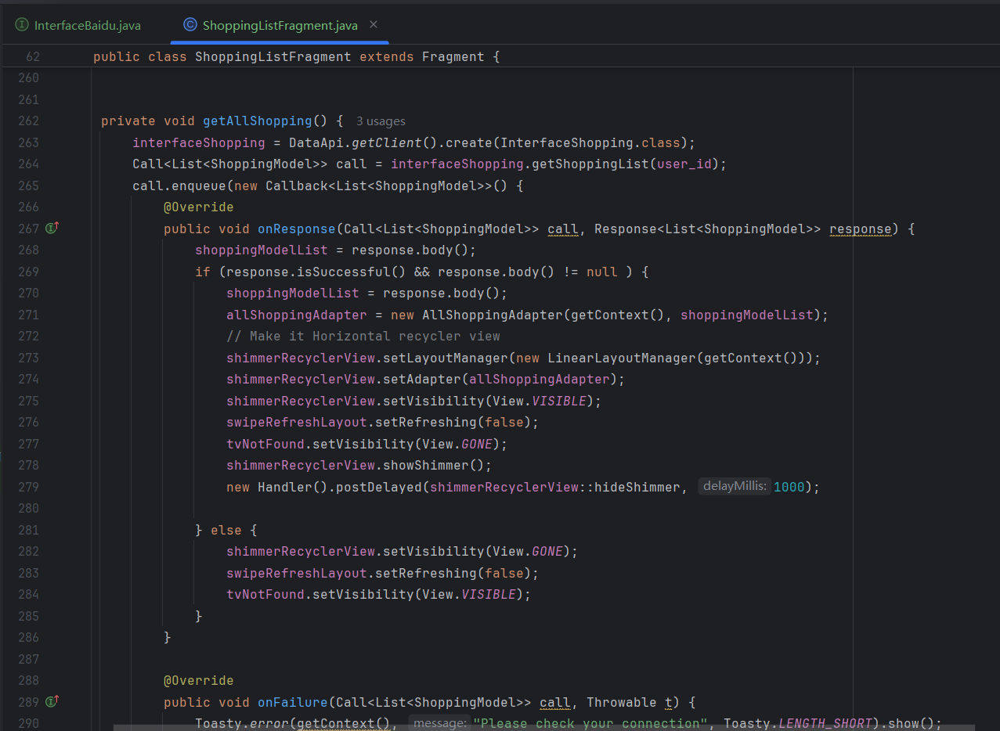 InterfaceBaidu.java ShoppingListFragment.java
62 public class ShoppingListFragment extends Fragment {
260
261
262 private void getAllShopping() { 3 usages
263 interfaceShopping = DataApi.getClient().create(InterfaceShopping.class);
264 Call<List<ShoppingModel>> call = interfaceShopping.getShoppingList(user_id);
265 call.enqueue(new Callback<List<ShoppingModel>>() {
266 @Override
267 public void onResponse(Call<List<ShoppingModel>> call, Response<List<ShoppingModel>> response) {
268 shoppingModelList = response.body();
269 if (response.isSuccessful() && response.body() != null ) {
270 shoppingModelList = response.body();
271 allShoppingAdapter = new AllShoppingAdapter(getContext(), shoppingModelList);
272 // Make it Horizontal recycler view
273 shimmerRecyclerView.setLayoutManager(new LinearLayoutManager(getContext()));
274 shimmerRecyclerView.setAdapter(allShoppingAdapter);
275 shimmerRecyclerView.setVisibility(View.VISIBLE);
276 swipeRefreshLayout.setRefreshing(false);
277 tvNotFound.setVisibility(View.GONE);
278 shimmerRecyclerView.showShimmer();
279 new Handler().postDelayed(shimmerRecyclerView::hideShimmer, delayMillis: 1000);
280
281 } else {
282 shimmerRecyclerView.setVisibility(View.GONE);
283 swipeRefreshLayout.setRefreshing(false);
284 tvNotFound.setVisibility(View.VISIBLE);
285 }
286 }
287
288 @Override
289 public void onFailure(Call<List<ShoppingModel>> call, Throwable t) {
290 Toasty.error(getContext(), message: "Please check your connection", Toasty.LENGTH_SHORT).show();